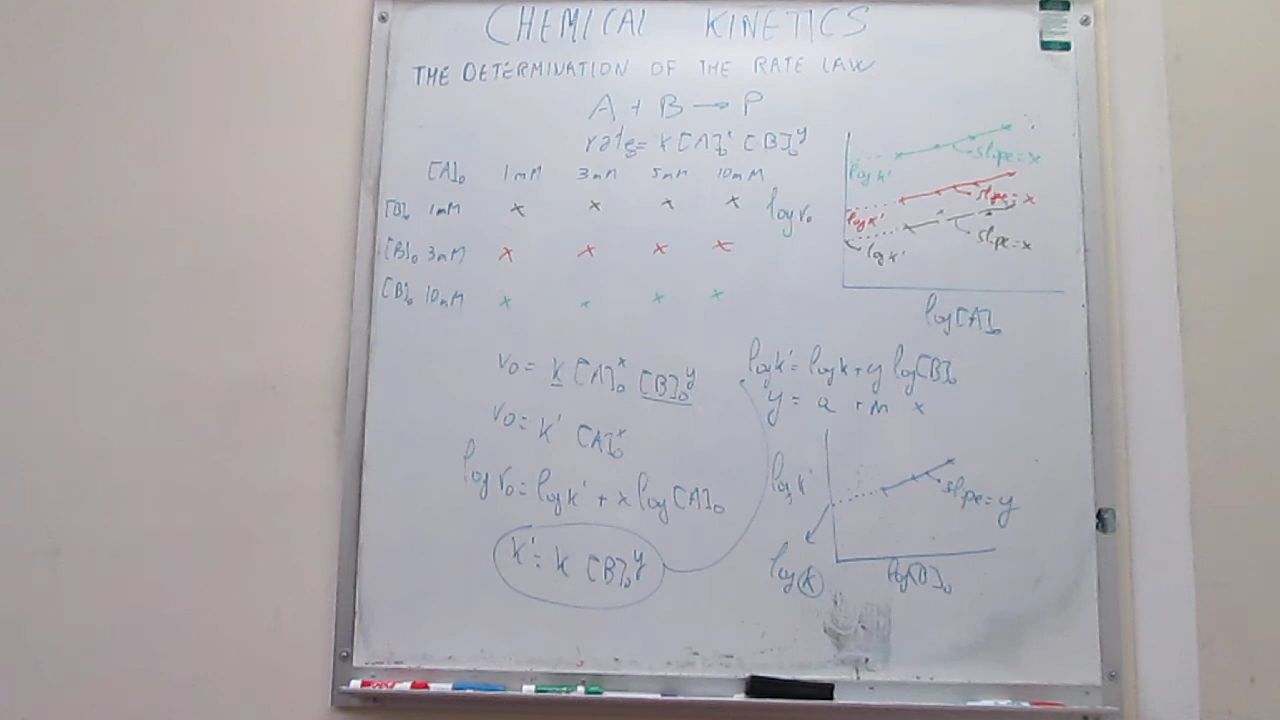 CHEMICAL KINETICS
THE DETERMINATION OF THE RATE LAW
A + B → P
rate = k [A]₀ˣ [B]₀ʸ
[A]₀ 1mM 3mM 5mM 10mM
[B]₀ 1mM x x x x
[B]₀ 3mM x x x x
[B]₀ 10mM x x x x
v₀ = k [A]₀ˣ [B]₀ʸ
v₀ = k' [A]₀ˣ
log v₀ = log k' + x log [A]₀
k' = k [B]₀ʸ
log v₀
log k'
slope = x
log k'
slope = x
log k'
slope = x
log [A]₀
log k' = log k + y log [B]₀
y = a + m x
log k'
slope = y
log k
log [B]₀